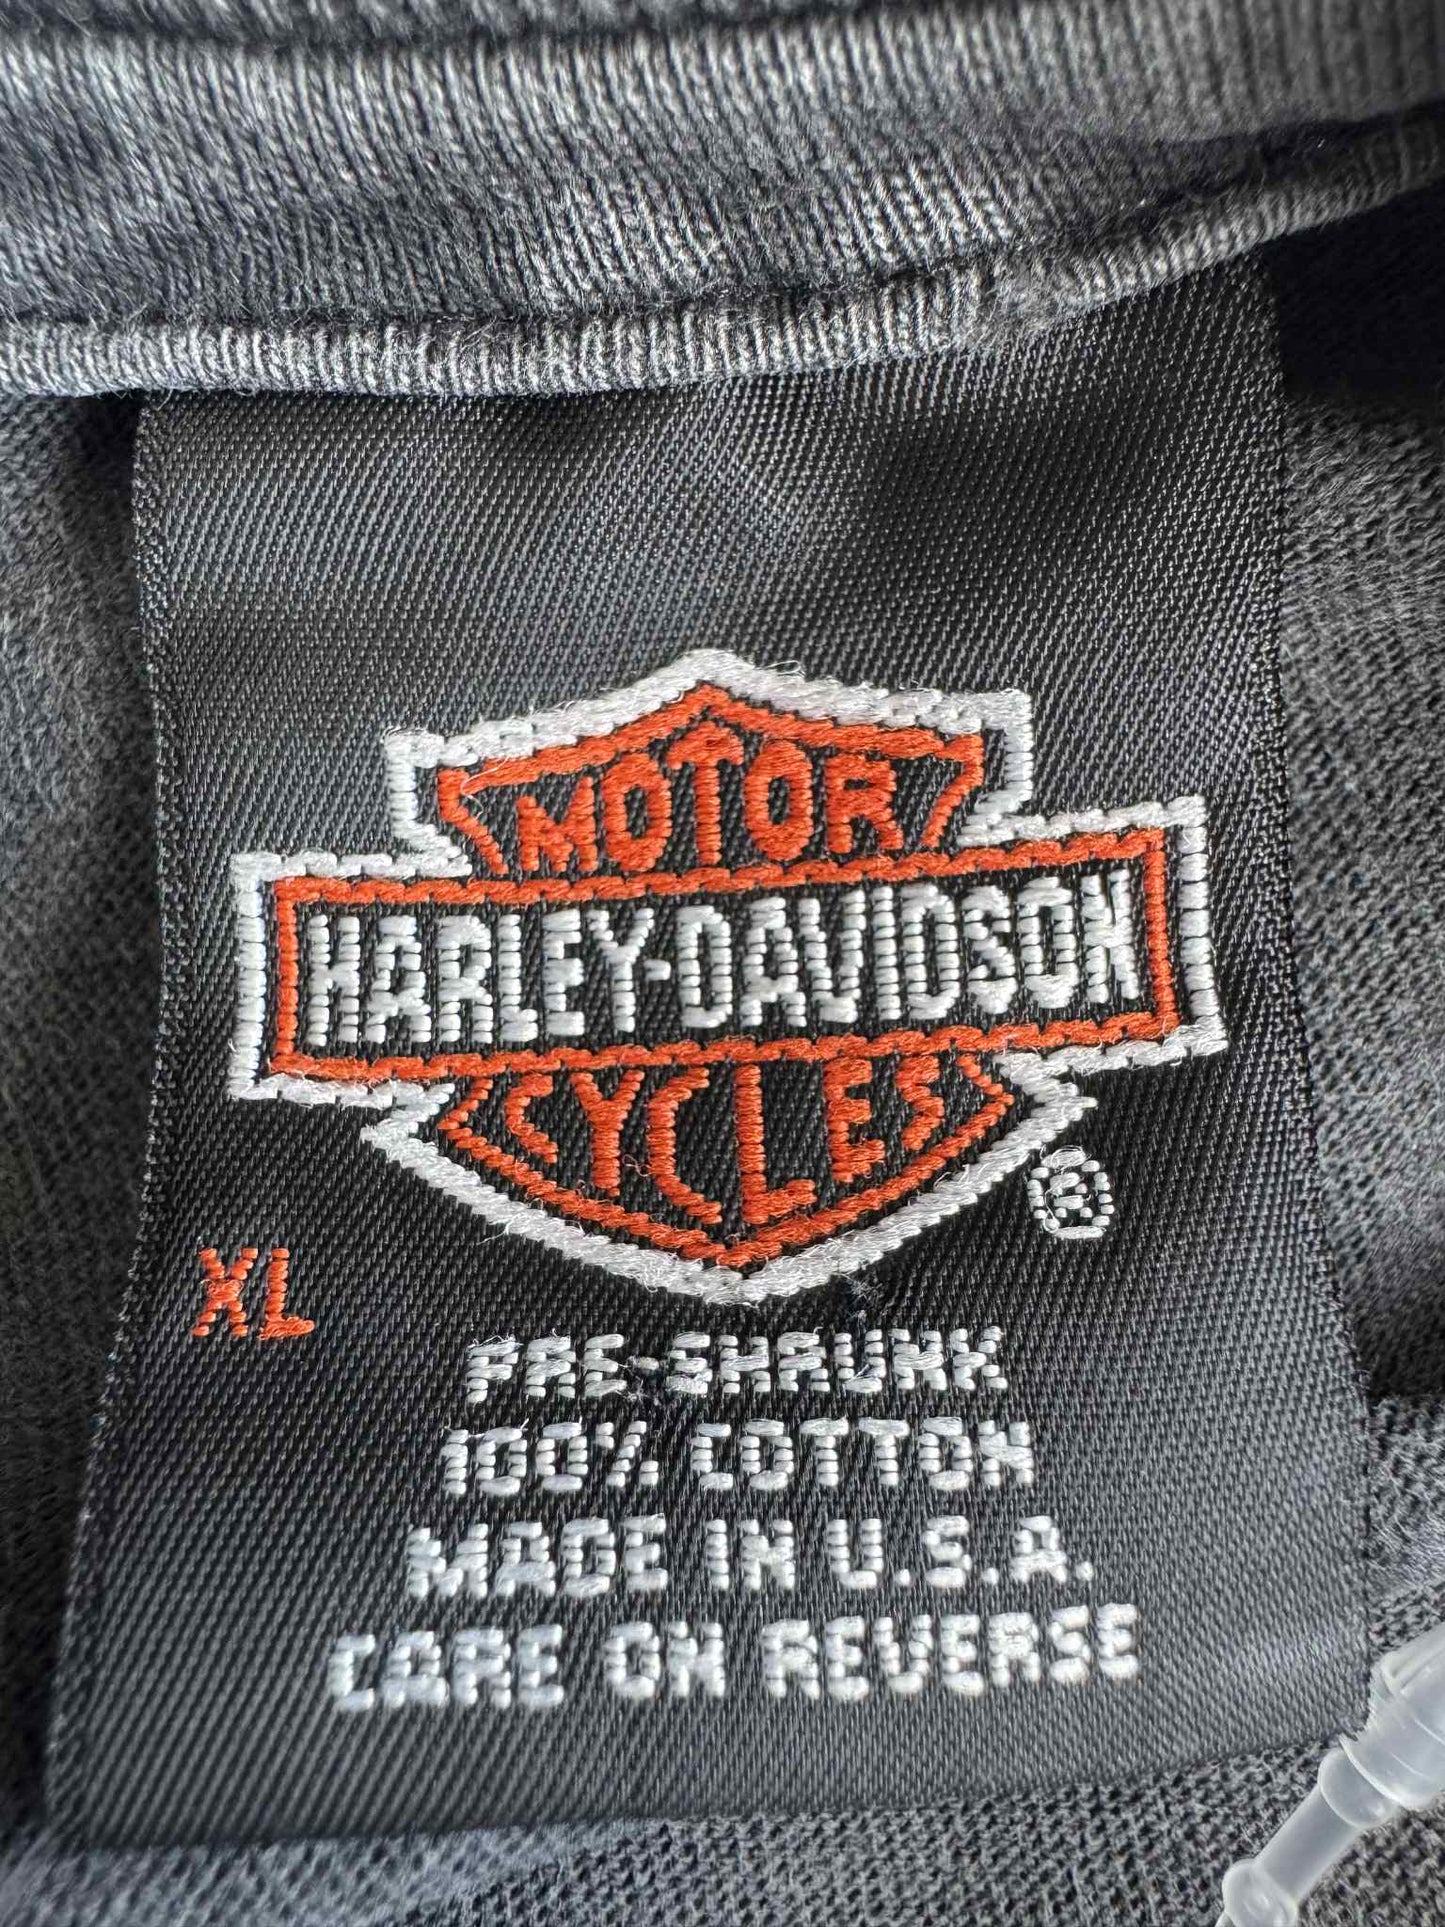 MOTOR
HARLEY-DAVIDSON
CYCLES
®
XL
PRE-SHRUNK
100% COTTON
MADE IN U.S.A.
CARE ON REVERSE